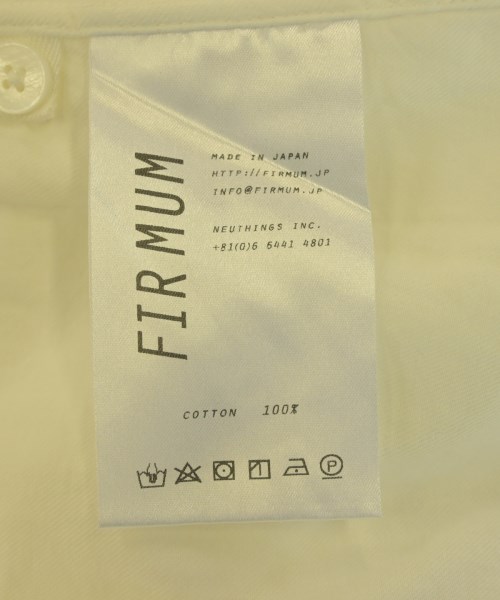 FIRMUM
MADE IN JAPAN
HTTP://FIRMUM.JP
INFO@FIRMUM.JP
NEUTHINGS INC.
+81(0)6 6441 4801
COTTON 100%
P